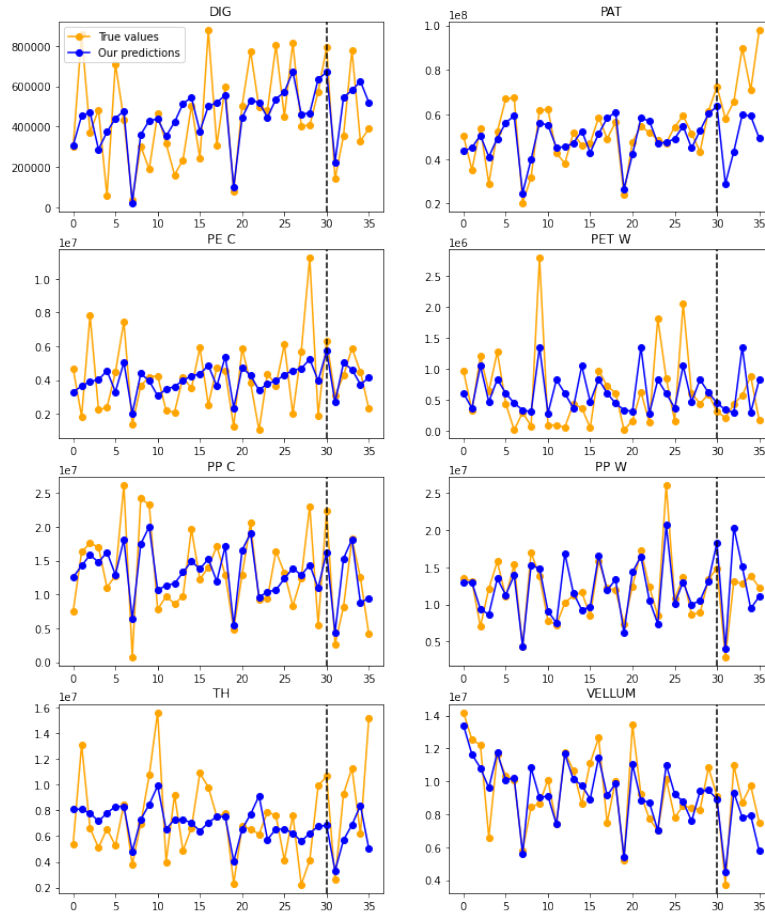 DIG
True values
Our predictions
800000
600000
400000
200000
0
0 5 10 15 20 25 30 35
PAT
1e8
1.0
0.8
0.6
0.4
0.2
0 5 10 15 20 25 30 35
PE C
1e7
1.0
0.8
0.6
0.4
0.2
0 5 10 15 20 25 30 35
PET W
1e6
2.5
2.0
1.5
1.0
0.5
0.0
0 5 10 15 20 25 30 35
PP C
1e7
2.5
2.0
1.5
1.0
0.5
0.0
0 5 10 15 20 25 30 35
PP W
1e7
2.5
2.0
1.5
1.0
0.5
0 5 10 15 20 25 30 35
TH
1e7
1.6
1.4
1.2
1.0
0.8
0.6
0.4
0.2
0 5 10 15 20 25 30 35
VELLUM
1e7
1.4
1.2
1.0
0.8
0.6
0.4
0 5 10 15 20 25 30 35